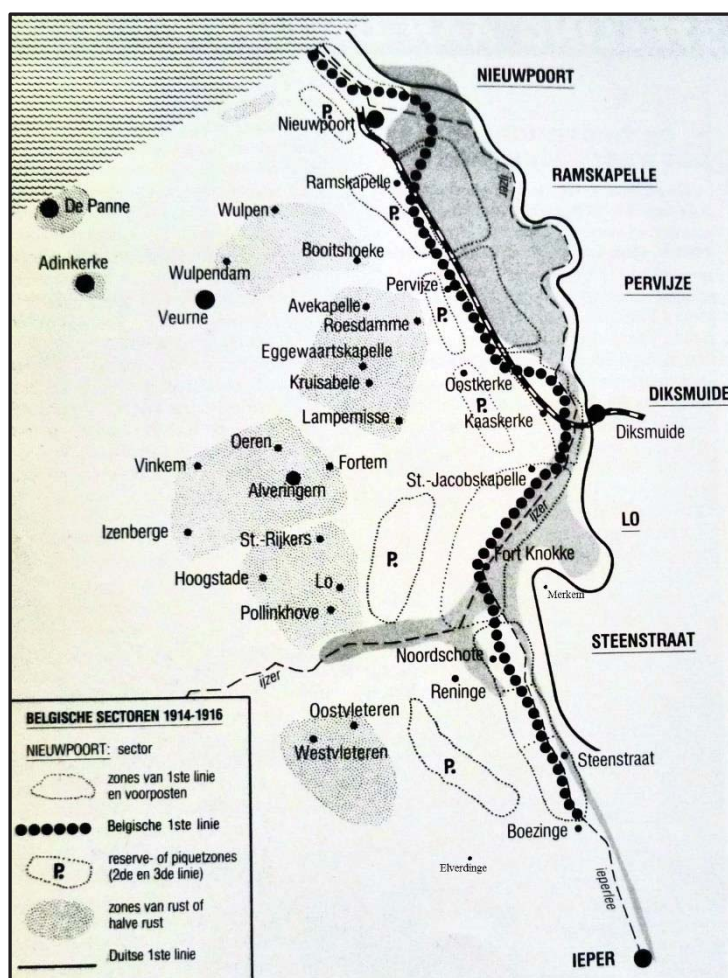 NIEUWPOORT
P.
Nieuwpoort
RAMSKAPELLE
Ramskapelle
ijzer
De Panne
Wulpen
P.
Adinkerke
Wulpendam
Booitshoeke
Veurne
Pervijze
PERVIJZE
Avekapelle
Roesdamme
P.
Eggewaartskapelle
Kruisabele
Oostkerke
DIKSMUIDE
P.
Kaaskerke
Diksmuide
Lampernisse
Oeren
Vinkem
Fortem
St.-Jacobskapelle
Alveringem
Ijzer
LO
Izenberge
St.-Rijkers
Fort Knokke
P.
Hoogstade
Lo
Merkem
Pollinkhove
STEENSTRAAT
Noordschote
ijzer
Reninge
Oostvleteren
Westvleteren
P.
Steenstraat
Boezinge
Elverdinge
ieperlee
IEPER
BELGISCHE SECTOREN 1914-1916
NIEUWPOORT: sector
zones van 1ste linie
en voorposten
Belgische 1ste linie
P.
reserve- of piquetzones
(2de en 3de linie)
zones van rust of
halve rust
Duitse 1ste linie